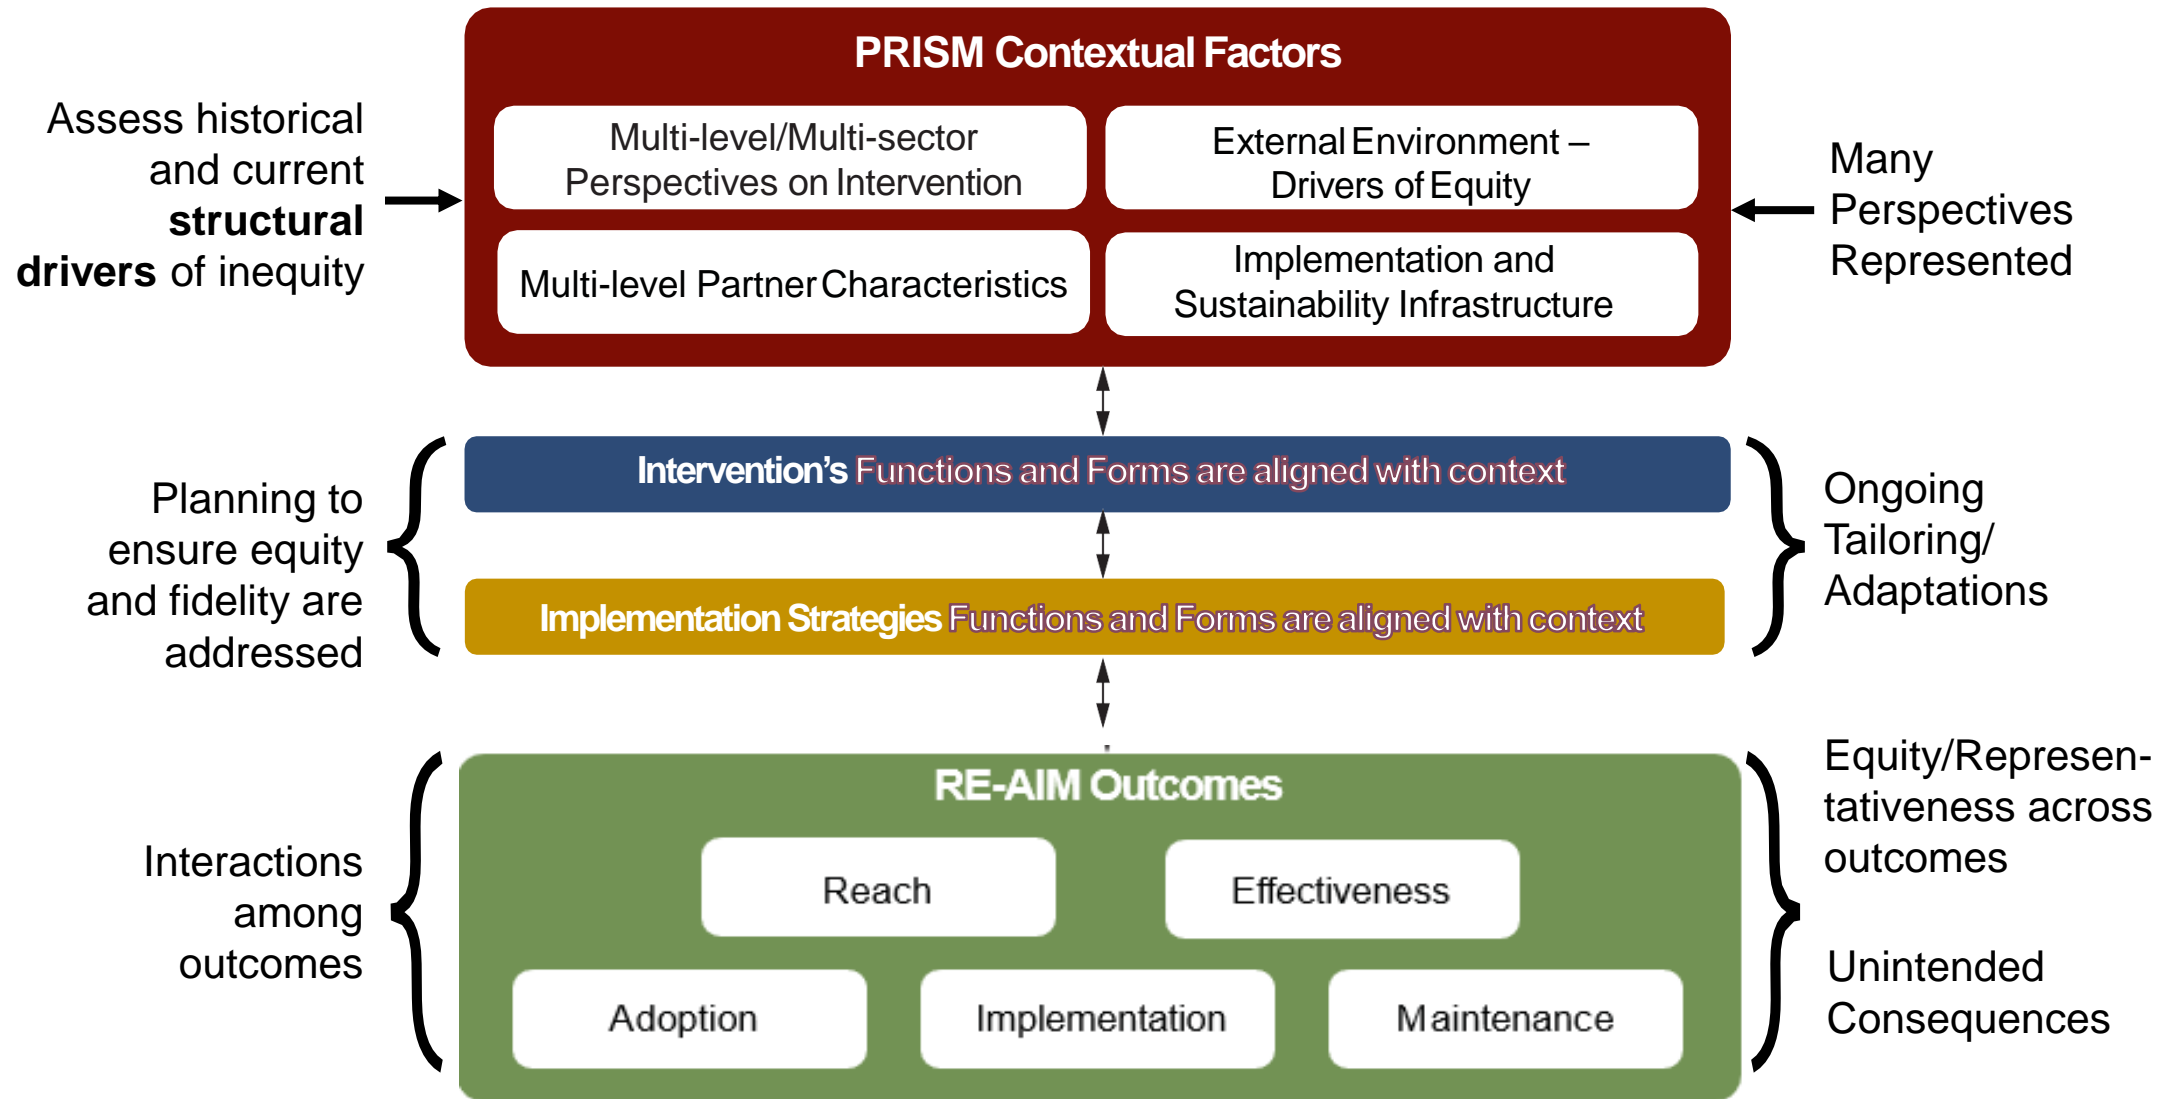 PRISM Contextual Factors
Assess historical
and current
structural
drivers of inequity
Multi-level/Multi-sector
Perspectives on Intervention
External Environment –
Drivers of Equity
Multi-level Partner Characteristics
Implementation and
Sustainability Infrastructure
Many
Perspectives
Represented
Planning to
ensure equity
and fidelity are
addressed
Intervention's Functions and Forms are aligned with context
Implementation Strategies Functions and Forms are aligned with context
Ongoing
Tailoring/
Adaptations
Interactions
among
outcomes
RE-AIM Outcomes
Reach
Effectiveness
Adoption
Implementation
Maintenance
Equity/Represen-
tativeness across
outcomes
Unintended
Consequences